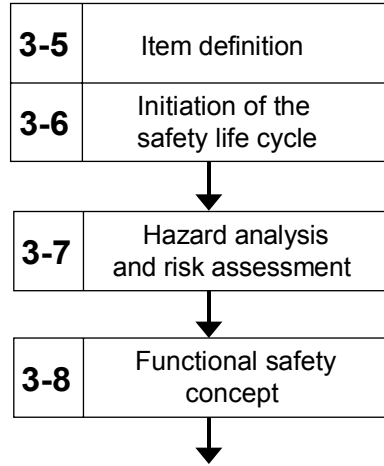 3-5 Item definition
3-6 Initiation of the
safety life cycle
3-7 Hazard analysis
and risk assessment
3-8 Functional safety
concept